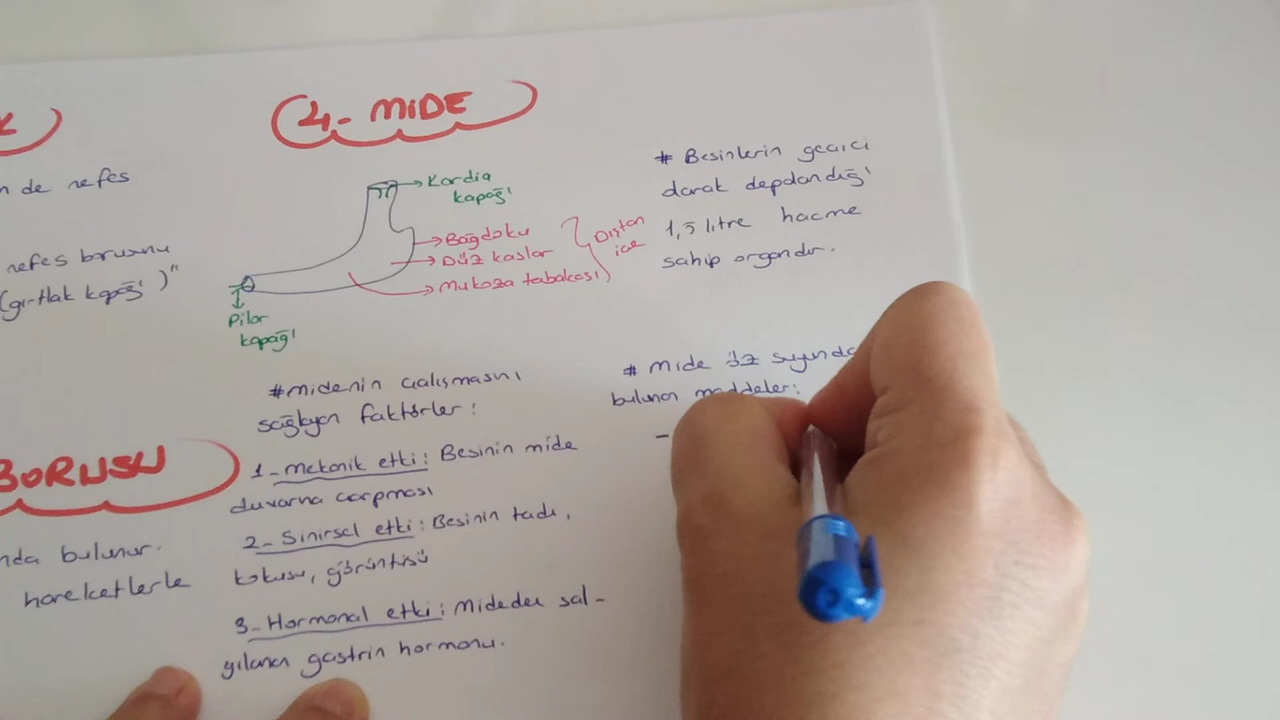 K
n de nefes
nefes borusunu
(gırtlak kapağı)"
BORUSU
nda bulunur.
hareketlerle
4- MİDE
Kardia
kapağı
Bağdoku
Düz kaslar
Mukoza tabakası
Dıştan
içe
Pilor
kapağı
#midenin çalışmasını
sağlayan faktörler:
1- mekanik etki: Besinin mide
duvarına çarpması
2- Sinirsel etki: Besinin tadı,
kokusu, görüntüsü
3- Hormonal etki: Mideden sal-
gılanan gastrin hormonu.
# Besinlerin geçici
olarak depolandığı
1,5 litre hacme
sahip organdır.
# mide öz suyunda
bulunan maddeler:
-